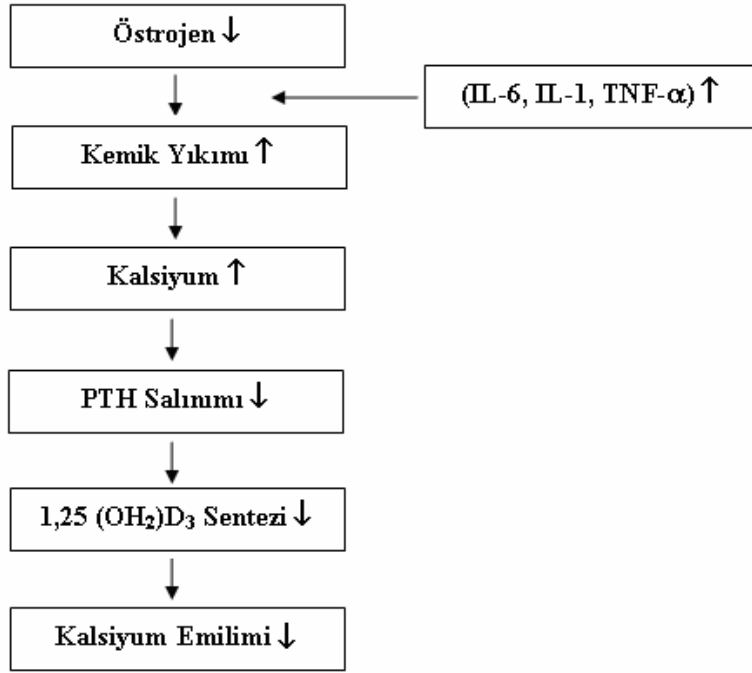 Östrojen ↓
(IL-6, IL-1, TNF-α) ↑
Kemik Yıkımı ↑
Kalsiyum ↑
PTH Salınımı ↓
1,25 (OH₂)D₃ Sentezi ↓
Kalsiyum Emilimi ↓